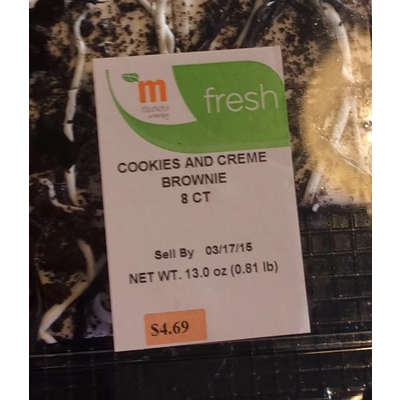 m
fresh
COOKIES AND CREME
BROWNIE
8 CT
Sell By 03/17/15
NET WT. 13.0 oz (0.81 lb)
$4.69